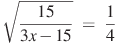 √(15/(3x − 15)) = 1/4